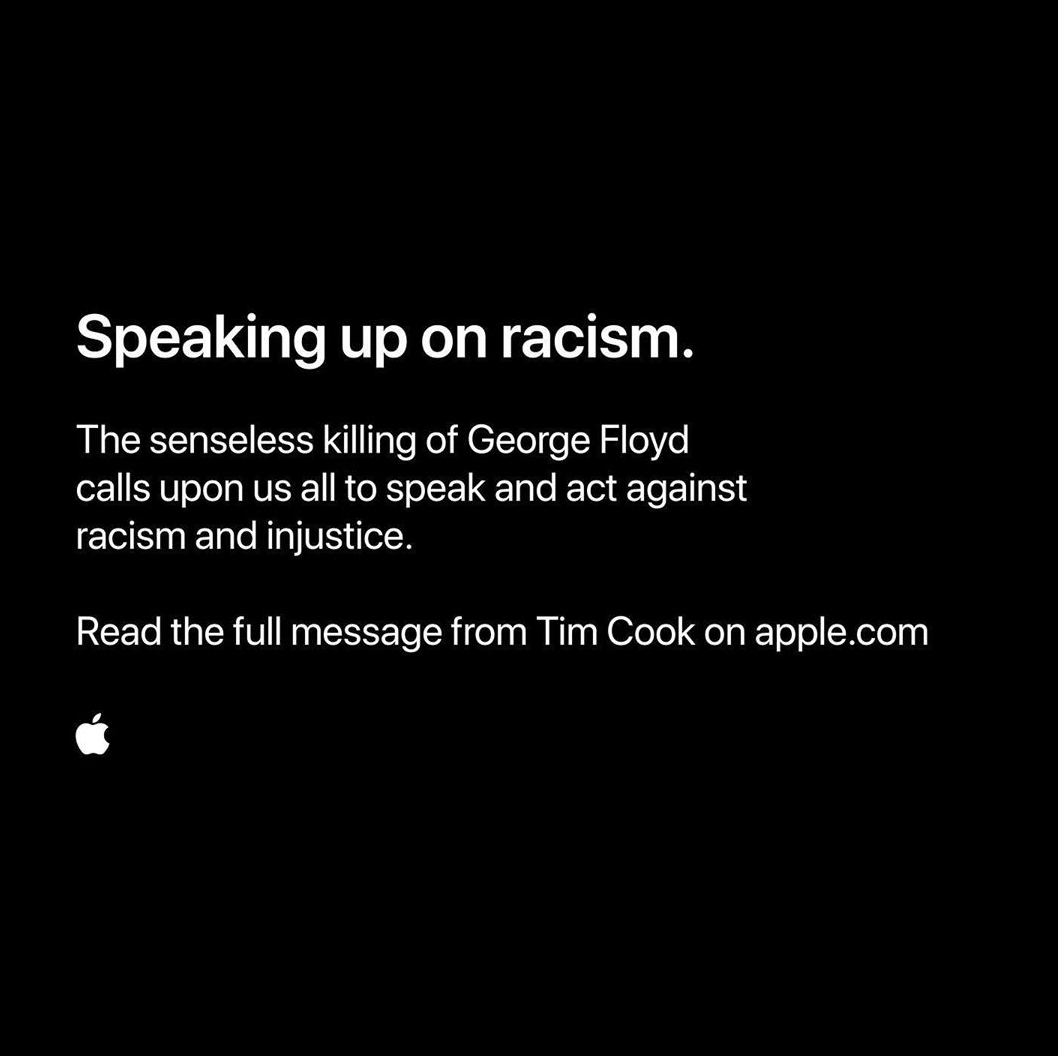 Speaking up on racism.
The senseless killing of George Floyd
calls upon us all to speak and act against
racism and injustice.
Read the full message from Tim Cook on apple.com